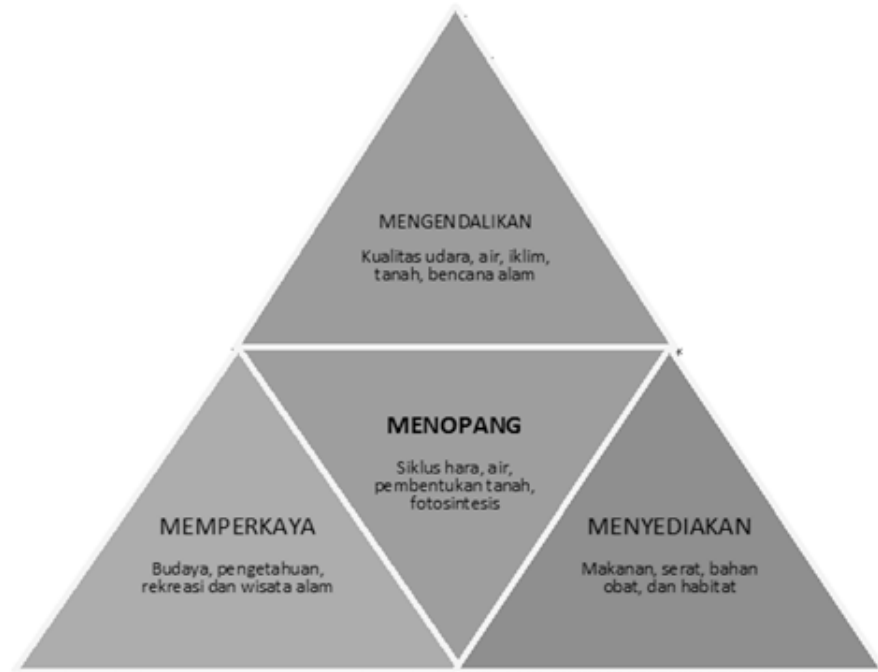 MENGENDALIKAN
Kualitas udara, air, iklim,
tanah, bencana alam
MENOPANG
Siklus hara, air,
pembentukan tanah,
fotosintesis
MEMPERKAYA
Budaya, pengetahuan,
rekreasi dan wisata alam
MENYEDIAKAN
Makanan, serat, bahan
obat, dan habitat